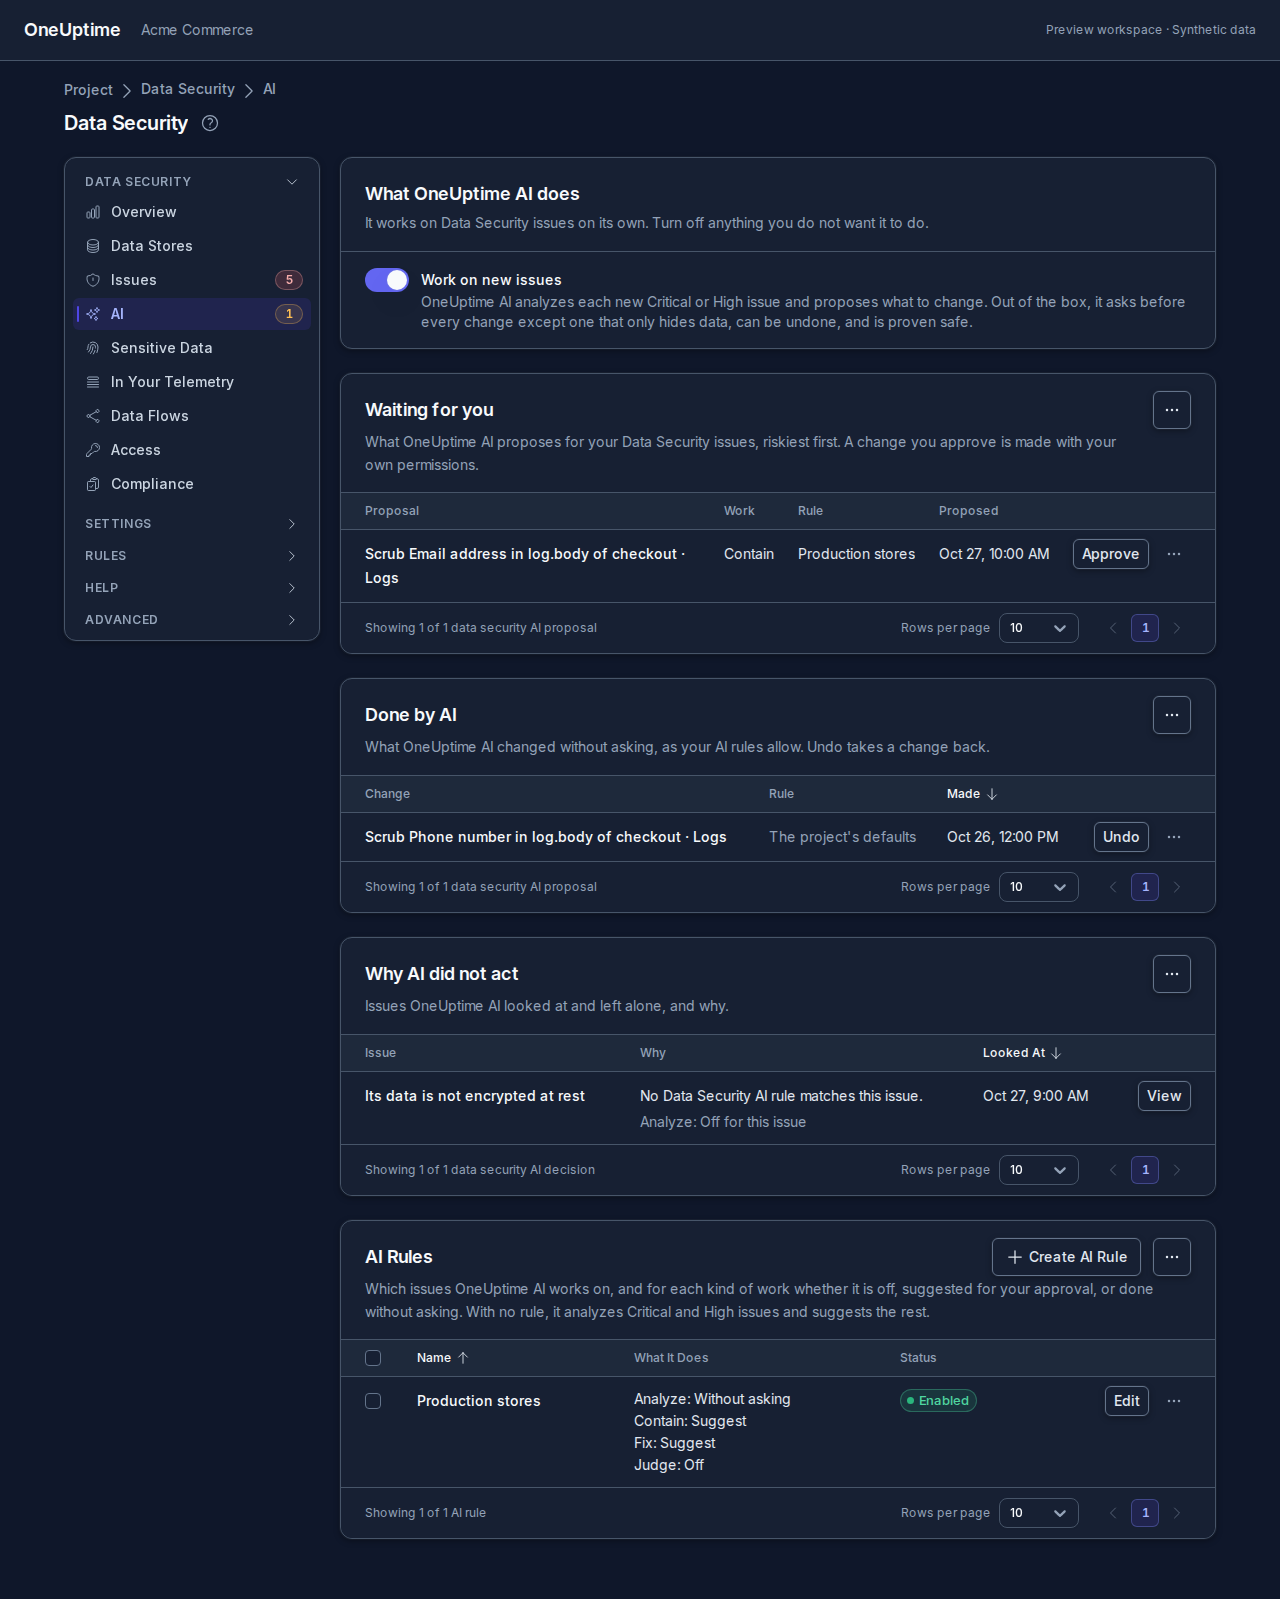 OneUptime Acme Commerce Preview workspace · Synthetic data
Project Data Security AI
Data Security
DATA SECURITY
Overview
Data Stores
Issues 5
AI 1
Sensitive Data
In Your Telemetry
Data Flows
Access
Compliance
SETTINGS
RULES
HELP
ADVANCED
What OneUptime AI does
It works on Data Security issues on its own. Turn off anything you do not want it to do.
Work on new issues
OneUptime AI analyzes each new Critical or High issue and proposes what to change. Out of the box, it asks before
every change except one that only hides data, can be undone, and is proven safe.
Waiting for you
What OneUptime AI proposes for your Data Security issues, riskiest first. A change you approve is made with your
own permissions.
Proposal Work Rule Proposed
Scrub Email address in log.body of checkout · Contain Production stores Oct 27, 10:00 AM Approve
Logs
Showing 1 of 1 data security AI proposal Rows per page 10 1
Done by AI
What OneUptime AI changed without asking, as your AI rules allow. Undo takes a change back.
Change Rule Made
Scrub Phone number in log.body of checkout · Logs The project's defaults Oct 26, 12:00 PM Undo
Showing 1 of 1 data security AI proposal Rows per page 10 1
Why AI did not act
Issues OneUptime AI looked at and left alone, and why.
Issue Why Looked At
Its data is not encrypted at rest No Data Security AI rule matches this issue. Oct 27, 9:00 AM View
Analyze: Off for this issue
Showing 1 of 1 data security AI decision Rows per page 10 1
AI Rules Create AI Rule
Which issues OneUptime AI works on, and for each kind of work whether it is off, suggested for your approval, or done
without asking. With no rule, it analyzes Critical and High issues and suggests the rest.
Name What It Does Status
Production stores Analyze: Without asking Enabled Edit
Contain: Suggest
Fix: Suggest
Judge: Off
Showing 1 of 1 AI rule Rows per page 10 1